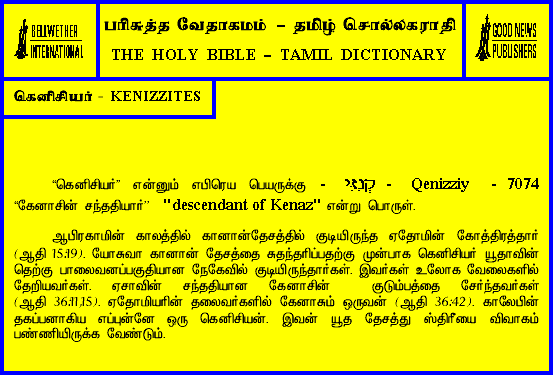 BELLWETHER
INTERNATIONAL
பரிசுத்த வேதாகமம் – தமிழ் சொல்லகராதி
THE HOLY BIBLE – TAMIL DICTIONARY
GOOD NEWS
PUBLISHERS
கெனிசியர் - KENIZZITES
“கெனிசியர்” என்னும் எபிரெய பெயருக்கு - קְנִזִּי - Qenizziy - 7074
“கேனாசின் சந்ததியார்” "descendant of Kenaz" என்று பொருள்.
ஆபிரகாமின் காலத்தில் கானான்தேசத்தில் குடியிருந்த ஏதோமின் கோத்திரத்தார்
(ஆதி 15:19). யோசுவா கானான் தேசத்தை சுதந்தரிப்பதற்கு முன்பாக கெனிசியர் யூதாவின்
தெற்கு பாலைவனப்பகுதியான நேகேவில் குடியிருந்தார்கள். இவர்கள் உலோக வேலைகளில்
தேறியவர்கள். ஏசாவின் சந்ததியான கேனாசின் குடும்பத்தை சேர்ந்தவர்கள்
(ஆதி 36:11,15). ஏதோமியரின் தலைவர்களில் கேனாசும் ஒருவன் (ஆதி 36:42). காலேபின்
தகப்பனாகிய எப்புன்னே ஒரு கெனிசியன். இவன் யூத தேசத்து ஸ்திரீயை விவாகம்
பண்ணியிருக்க வேண்டும்.